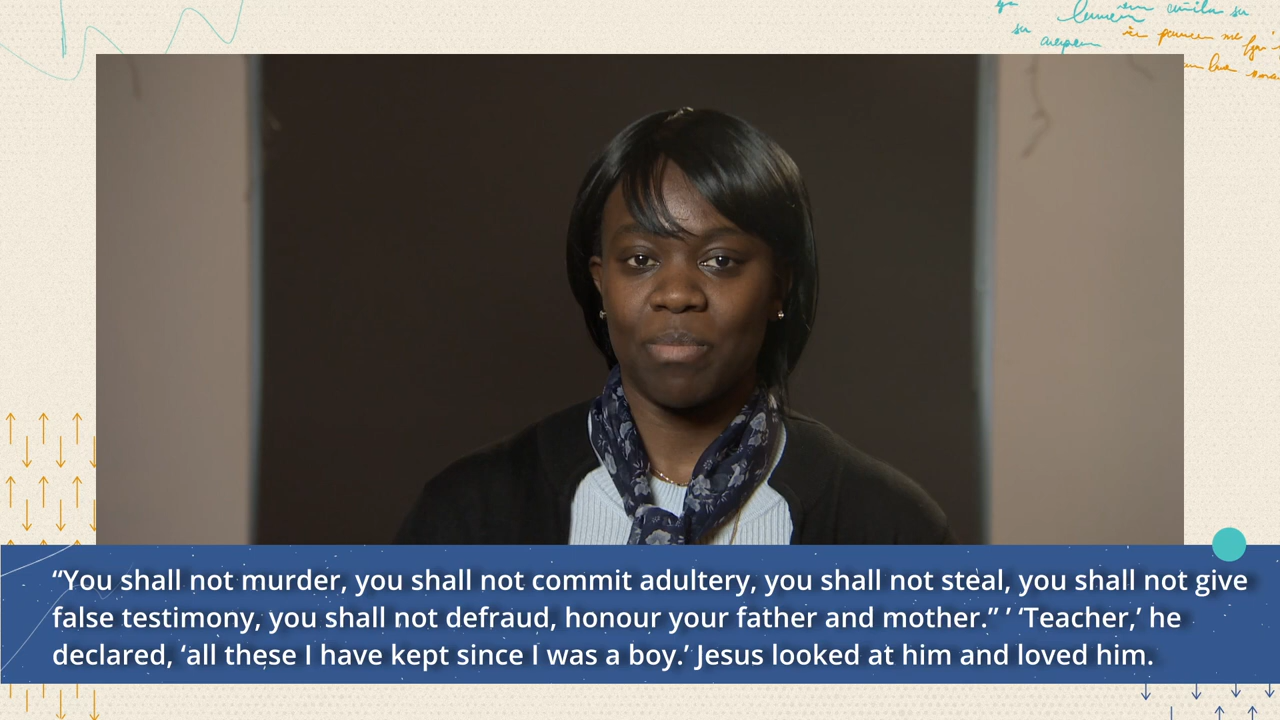 “You shall not murder, you shall not commit adultery, you shall not steal, you shall not give
false testimony, you shall not defraud, honour your father and mother.” ’ ‘Teacher,’ he
declared, ‘all these I have kept since I was a boy.’ Jesus looked at him and loved him.